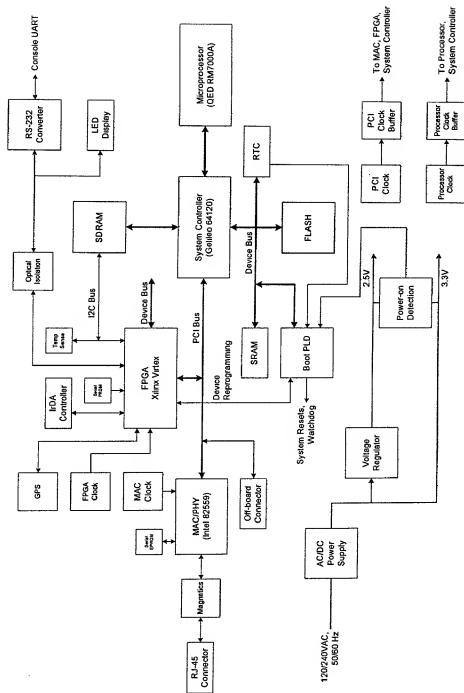 RJ-45
Connector
Magnetics
Serial
EPROM
MAC
Clock
MAC/PHY
(Intel 82559)
Off-board
Connector
GPS
FPGA
Clock
IrDA
Controller
Serial
PROM
Temp
Sense
FPGA
Xilinx Virtex
Device
Reprogramming
PCI Bus
Device Bus
I2C Bus
Optical
Isolation
SDRAM
RS-232
Converter
Console UART
LED
Display
System Controller
(Galileo 64120)
Microprocessor
(QED RM7000A)
Device Bus
RTC
SRAM
FLASH
Boot PLD
System Resets,
Watchdog
120/240VAC,
50/60 Hz
AC/DC
Power
Supply
Voltage
Regulator
2.5V
Power-on
Detection
3.3V
PCI
Clock
PCI
Clock
Buffer
To MAC, FPGA,
System Controller
Processor
Clock
Processor
Clock
Buffer
To Processor,
System Controller